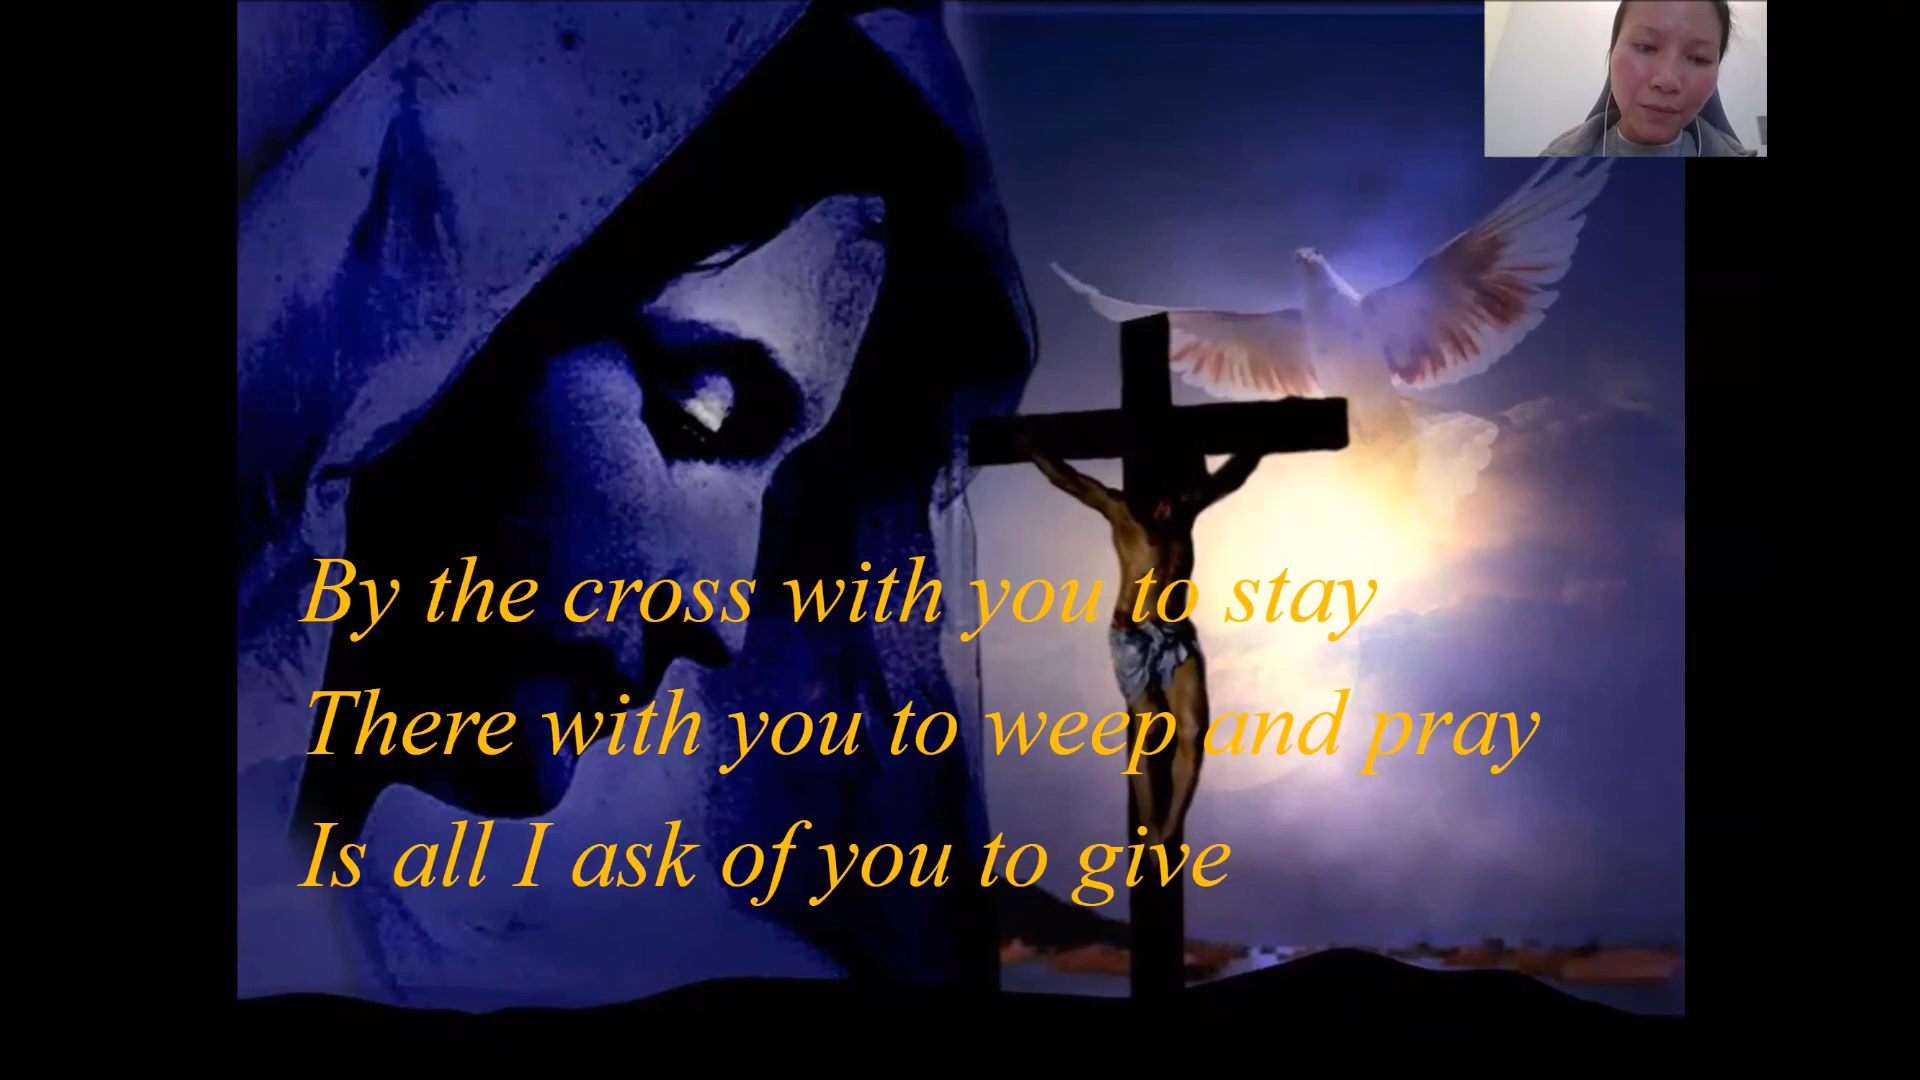 By the cross with you to stay
There with you to weep and pray
Is all I ask of you to give